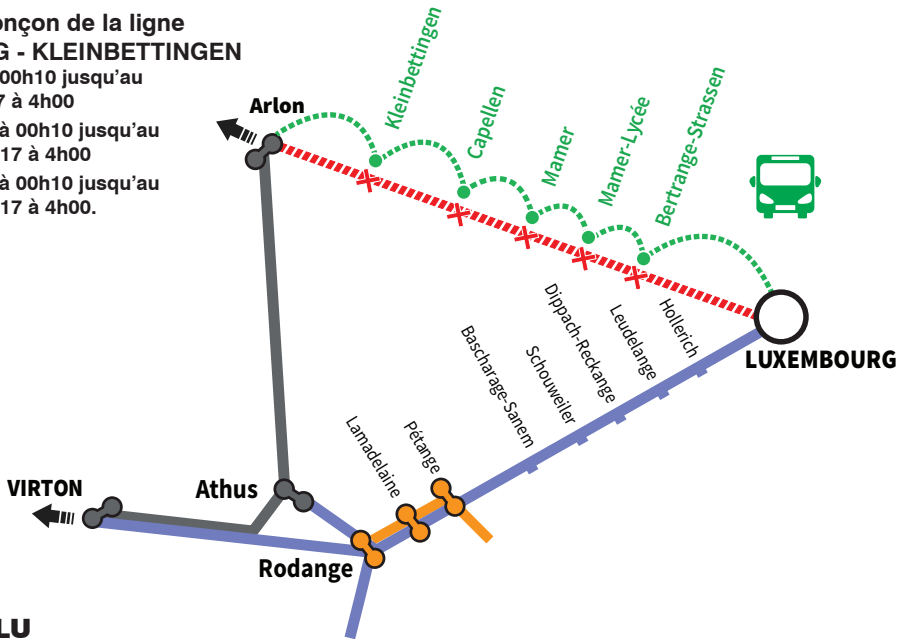 onçon de la ligne
G - KLEINBETTINGEN
00h10 jusqu’au
7 à 4h00
à 00h10 jusqu’au
17 à 4h00
à 00h10 jusqu’au
17 à 4h00.
Arlon
Kleinbettingen
Capellen
Mamer
Mamer-Lycée
Bertrange-Strassen
LUXEMBOURG
Hollerich
Leudelange
Dippach-Reckange
Schouweiler
Bascharage-Sanem
Pétange
Lamadelaine
Athus
VIRTON
Rodange
LU